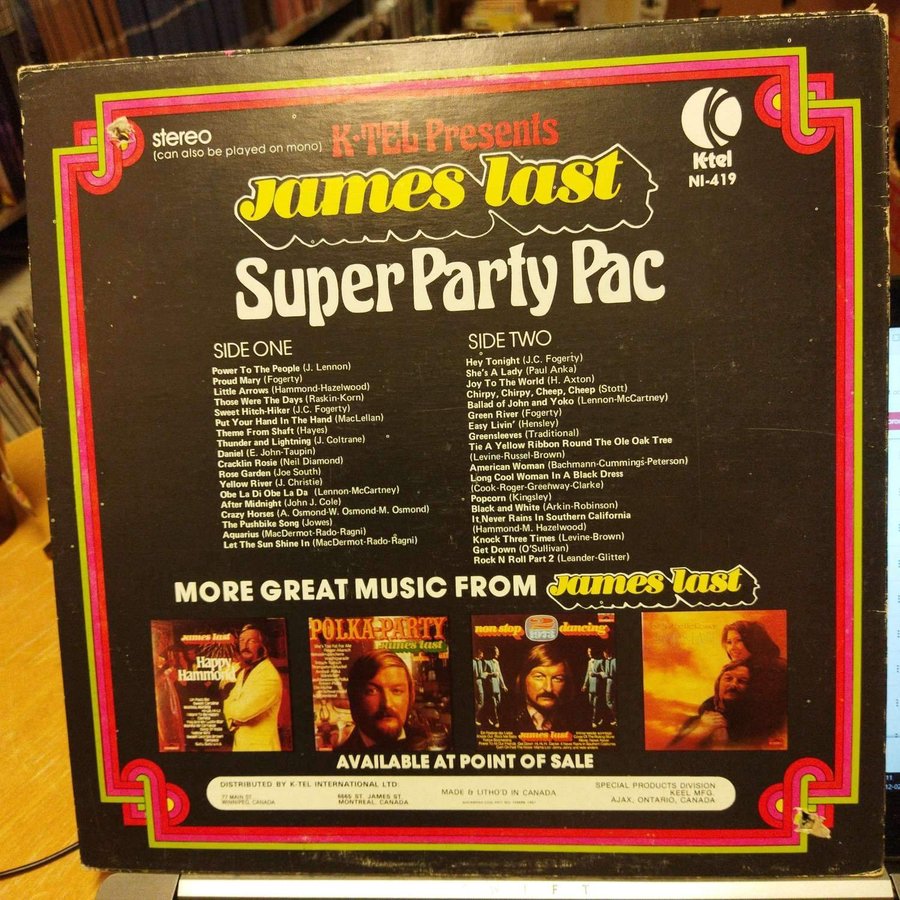 stereo
(can also be played on mono)
K-TEL Presents
K-tel
NI-419
James last
Super Party Pac
SIDE ONE
Power To The People (J. Lennon)
Proud Mary (Fogerty)
Little Arrows (Hammond-Hazelwood)
Those Were The Days (Raskin-Korn)
Sweet Hitch-Hiker (J.C. Fogerty)
Put Your Hand In The Hand (MacLellan)
Theme From Shaft (Hayes)
Thunder and Lightning (J. Coltrane)
Daniel (E. John-Taupin)
Cracklin Rosie (Neil Diamond)
Rose Garden (Joe South)
Yellow River (J. Christie)
Obe La Di Obe La Da (Lennon-McCartney)
After Midnight (John J. Cole)
Crazy Horses (A. Osmond-W. Osmond-M. Osmond)
The Pushbike Song (Jowes)
Aquarius (MacDermot-Rado-Ragni)
Let The Sun Shine In (MacDermot-Rado-Ragni)
SIDE TWO
Hey Tonight (J.C. Fogerty)
She's A Lady (Paul Anka)
Joy To The World (H. Axton)
Chirpy, Chirpy, Cheep, Cheep (Stott)
Ballad of John and Yoko (Lennon-McCartney)
Green River (Fogerty)
Easy Livin' (Hensley)
Greensleeves (Traditional)
Tie A Yellow Ribbon Round The Ole Oak Tree
(Levine-Russel-Brown)
American Woman (Bachmann-Cummings-Peterson)
Long Cool Woman In A Black Dress
(Cook-Roger-Greenway-Clarke)
Popcorn (Kingsley)
Black and White (Arkin-Robinson)
It Never Rains In Southern California
(Hammond-M. Hazelwood)
Knock Three Times (Levine-Brown)
Get Down (O'Sullivan)
Rock N Roll Part 2 (Leander-Glitter)
MORE GREAT MUSIC FROM James last
James last
Happy
Hammond
POLKA-PARTY
James last
non stop 2 dancing
1973
James last
AVAILABLE AT POINT OF SALE
DISTRIBUTED BY K-TEL INTERNATIONAL LTD:
77 MAIN ST.
WINNIPEG, CANADA
6665 ST. JAMES ST.
MONTREAL, CANADA
MADE & LITHO'D IN CANADA
SPECIAL PRODUCTS DIVISION
KEEL MFG.
AJAX, ONTARIO, CANADA